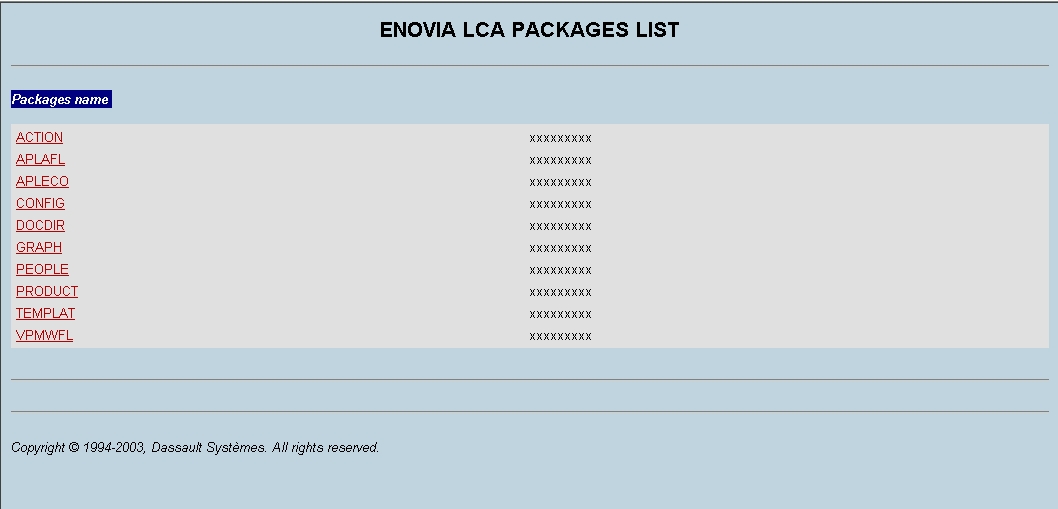 ENOVIA LCA PACKAGES LIST
Packages name
ACTION xxxxxxxxx
APLAFL xxxxxxxxx
APLECO xxxxxxxxx
CONFIG xxxxxxxxx
DOCDIR xxxxxxxxx
GRAPH xxxxxxxxx
PEOPLE xxxxxxxxx
PRODUCT xxxxxxxxx
TEMPLAT xxxxxxxxx
VPMWFL xxxxxxxxx
Copyright © 1994-2003, Dassault Systèmes. All rights reserved.